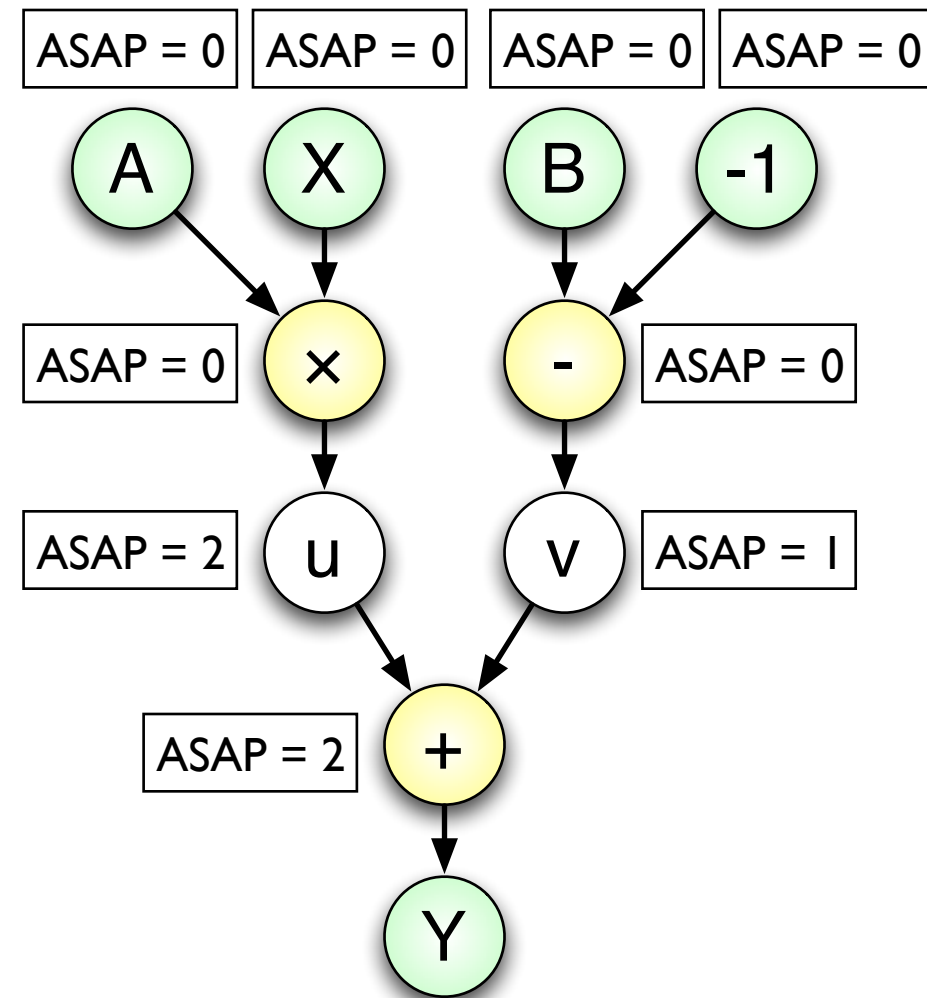 ASAP = 0 ASAP = 0 ASAP = 0 ASAP = 0
A X B -1
ASAP = 0 × - ASAP = 0
ASAP = 2 u v ASAP = 1
ASAP = 2 +
Y